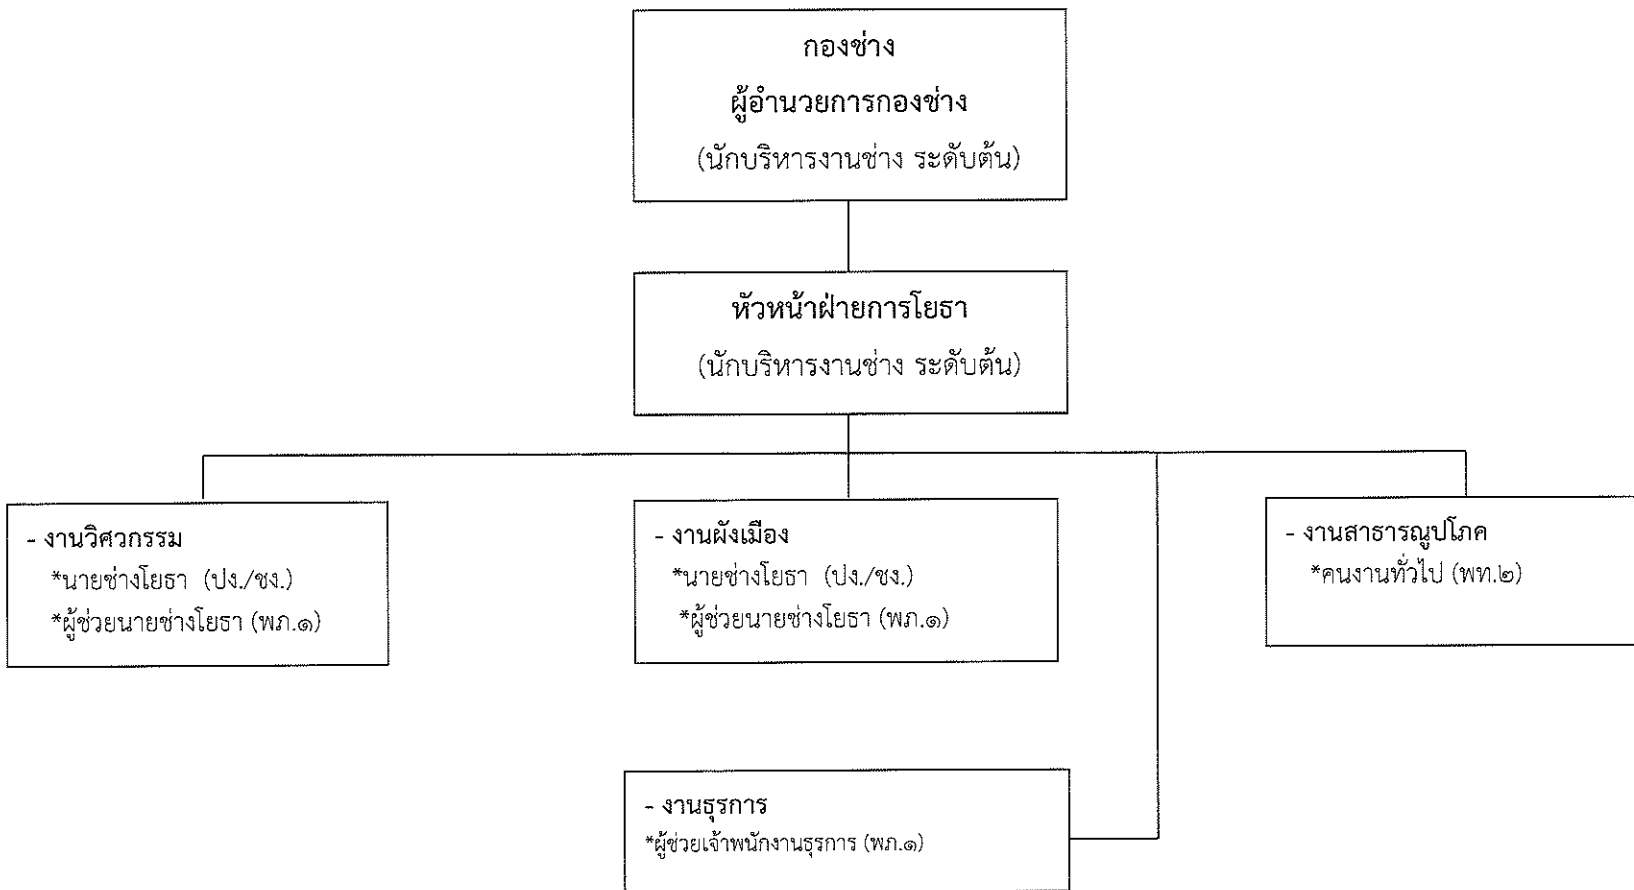 กองช่าง
ผู้อำนวยการกองช่าง
(นักบริหารงานช่าง ระดับต้น)
หัวหน้าฝ่ายการโยธา
(นักบริหารงานช่าง ระดับต้น)
- งานวิศวกรรม
*นายช่างโยธา (ปง./ชง.)
*ผู้ช่วยนายช่างโยธา (พภ.๑)
- งานผังเมือง
*นายช่างโยธา (ปง./ชง.)
*ผู้ช่วยนายช่างโยธา (พภ.๑)
- งานสาธารณูปโภค
*คนงานทั่วไป (พท.๒)
- งานธุรการ
*ผู้ช่วยเจ้าพนักงานธุรการ (พภ.๑)